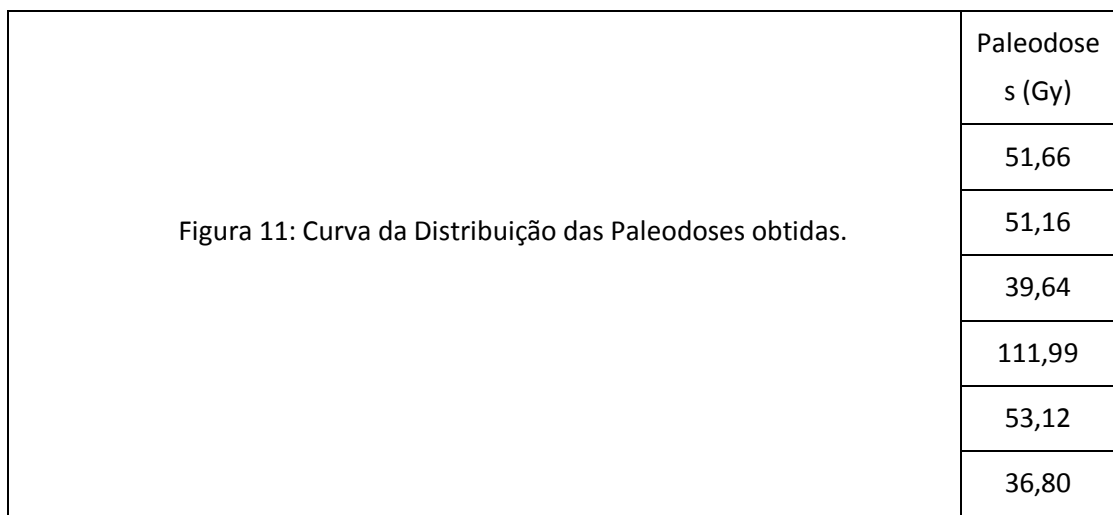 Paleodose
s (Gy)
51,66
Figura 11: Curva da Distribuição das Paleodoses obtidas.
51,16
39,64
111,99
53,12
36,80